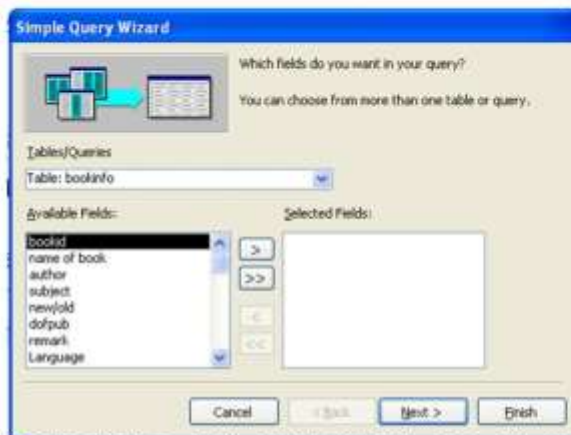 Simple Query Wizard
Which fields do you want in your query?
You can choose from more than one table or query.
Tables/Queries
Table: bookinfo
Available Fields:
Selected Fields:
bookid
name of book
author
subject
new/old
dofpub
remark
Language
>
>>
<
<<
Cancel
< Back
Next >
Finish